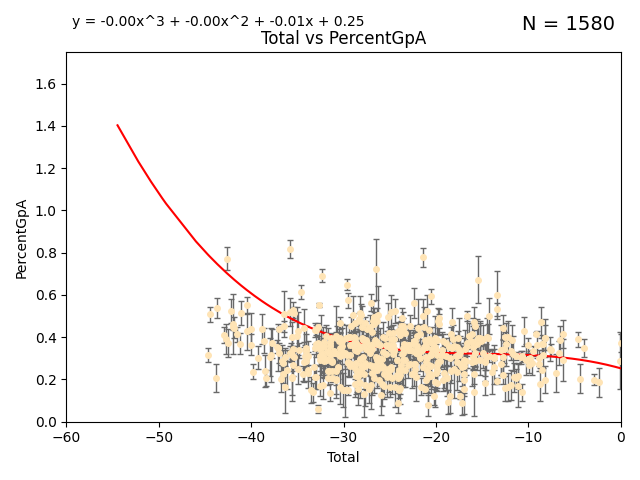 y = -0.00x^3 + -0.00x^2 + -0.01x + 0.25
N = 1580
Total vs PercentGpA
PercentGpA
1.6
1.4
1.2
1.0
0.8
0.6
0.4
0.2
0.0
−60 −50 −40 −30 −20 −10 0
Total